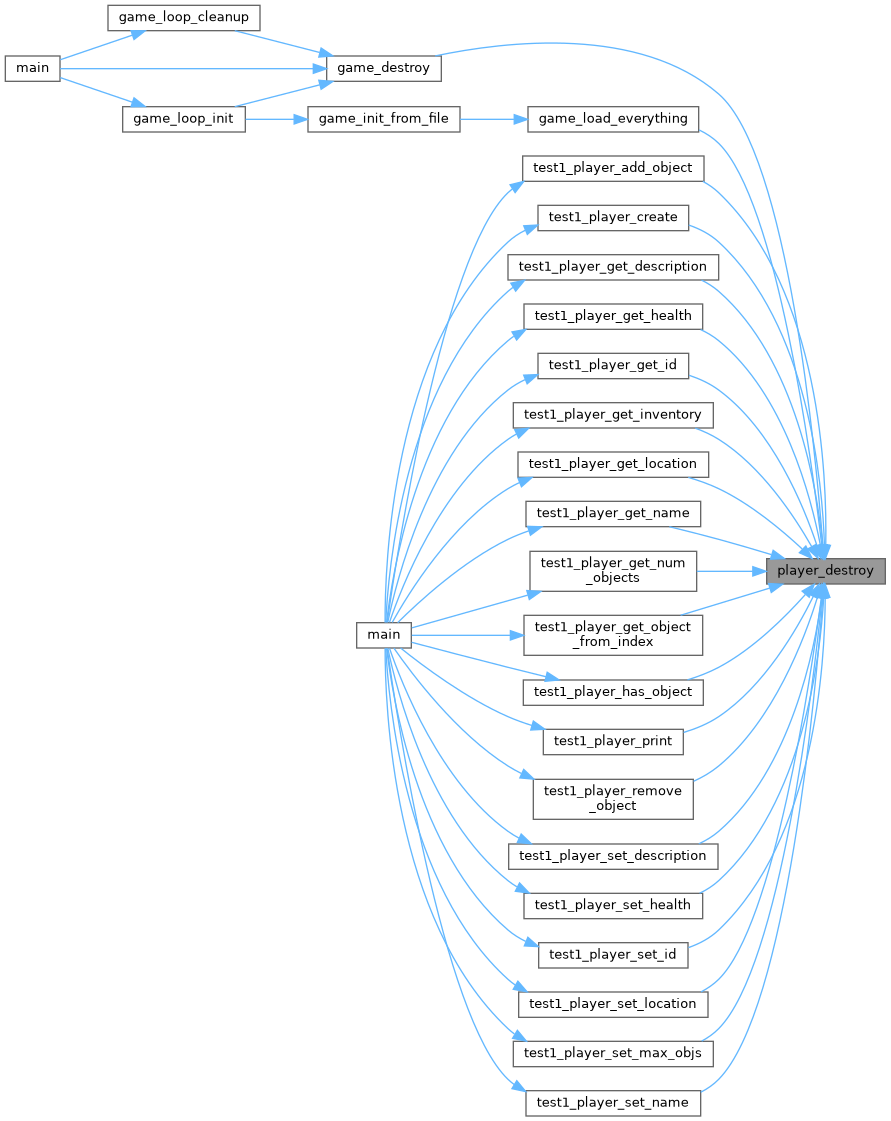 game_loop_cleanup
main
game_destroy
game_loop_init
game_init_from_file
game_load_everything
test1_player_add_object
test1_player_create
test1_player_get_description
test1_player_get_health
test1_player_get_id
test1_player_get_inventory
test1_player_get_location
test1_player_get_name
test1_player_get_num
_objects
player_destroy
main
test1_player_get_object
_from_index
test1_player_has_object
test1_player_print
test1_player_remove
_object
test1_player_set_description
test1_player_set_health
test1_player_set_id
test1_player_set_location
test1_player_set_max_objs
test1_player_set_name